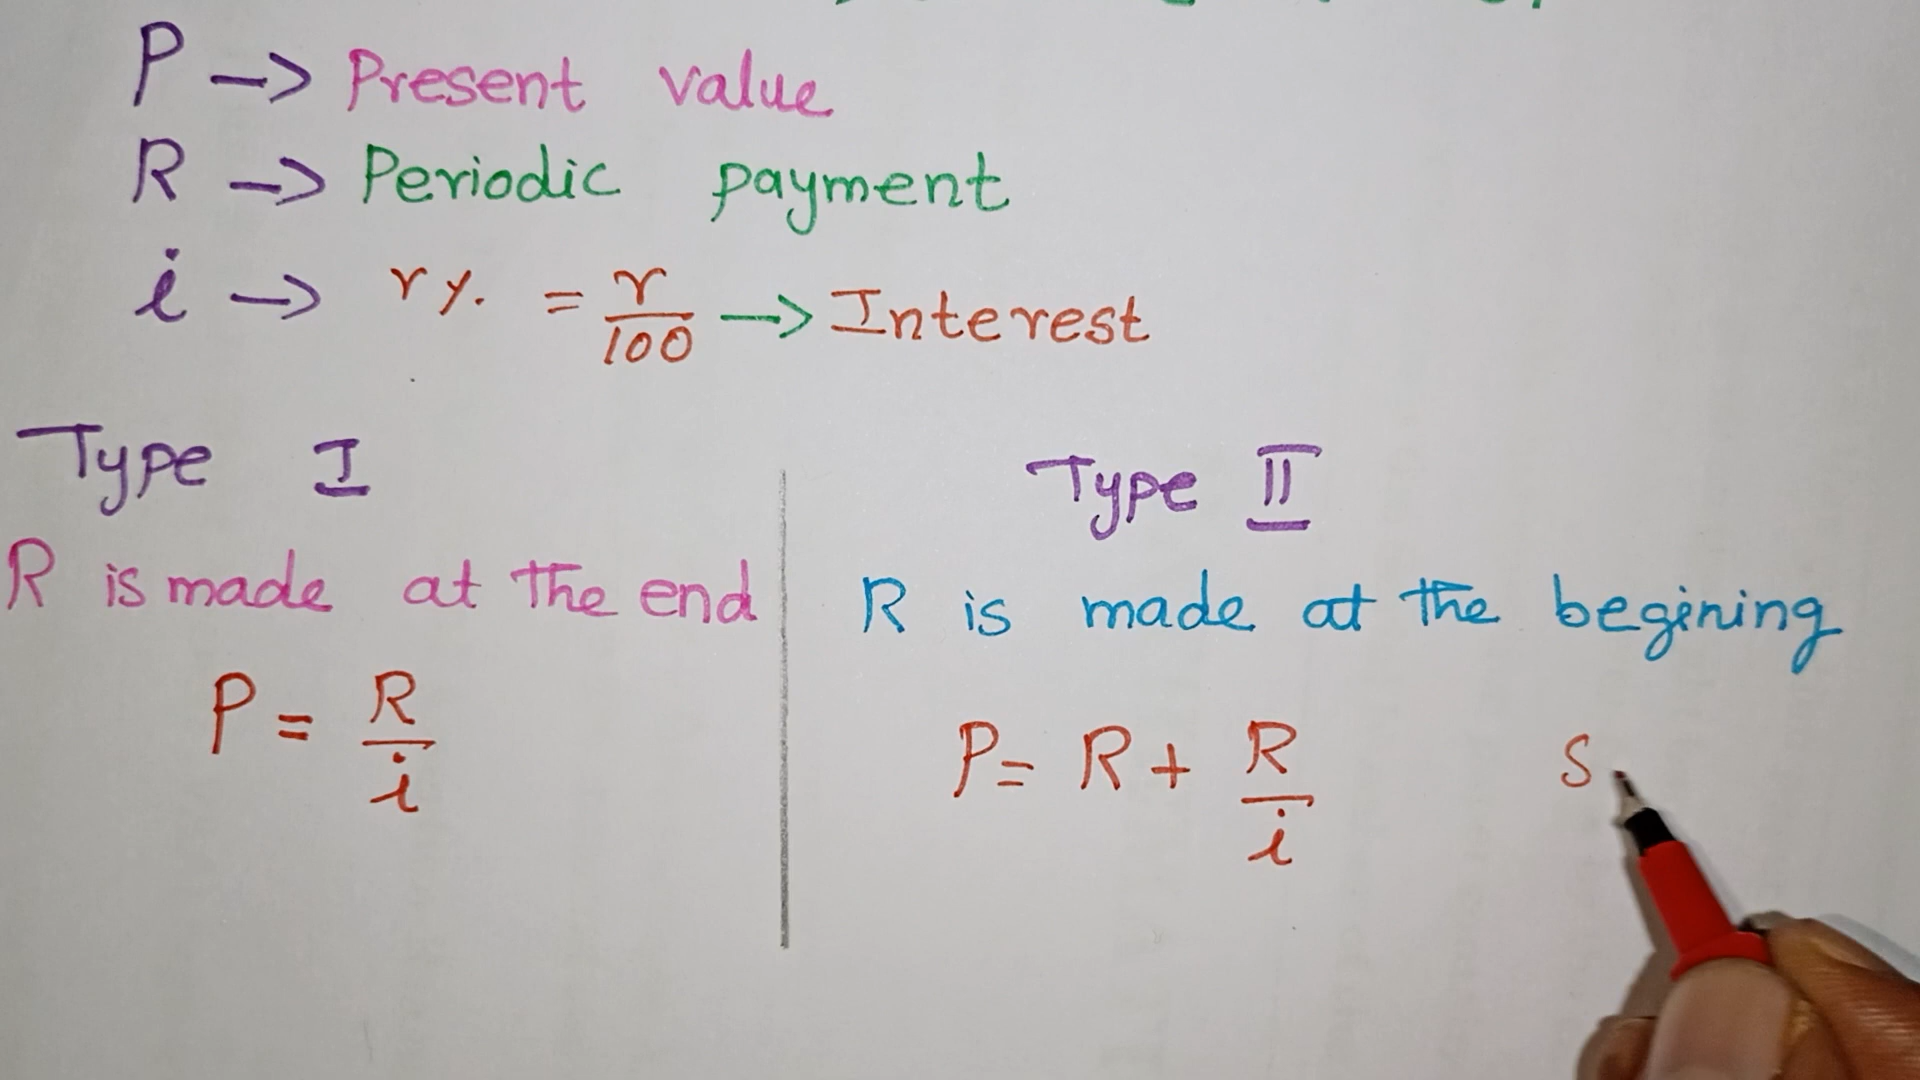 P -> Present value
R -> Periodic payment
i -> r %. = r/100 -> Interest
Type I
R is made at the end
P = R/i
Type II
R is made at the begining
P = R + R/i
S